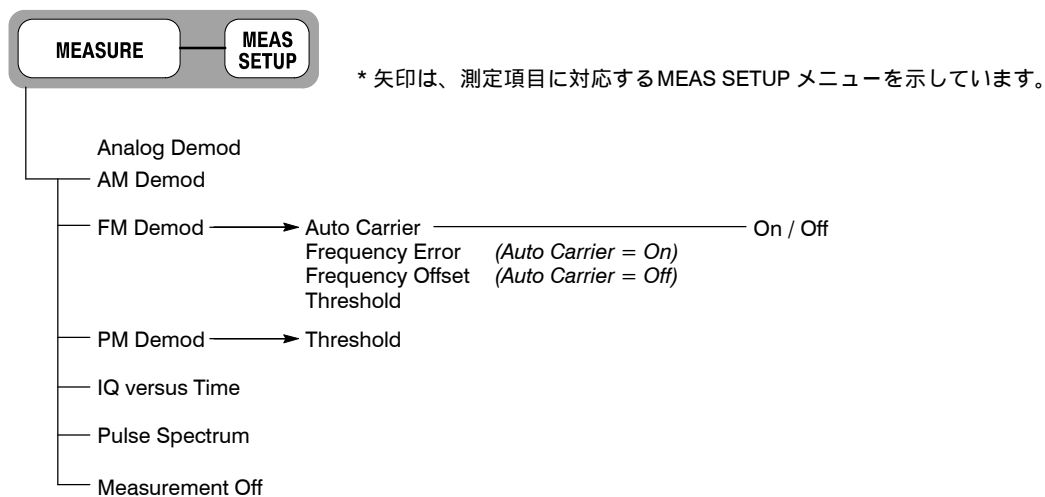 MEASURE
MEAS
SETUP
* 矢印は、測定項目に対応するMEAS SETUP メニューを示しています。
Analog Demod
AM Demod
FM Demod
Auto Carrier
On / Off
Frequency Error (Auto Carrier = On)
Frequency Offset (Auto Carrier = Off)
Threshold
PM Demod
Threshold
IQ versus Time
Pulse Spectrum
Measurement Off